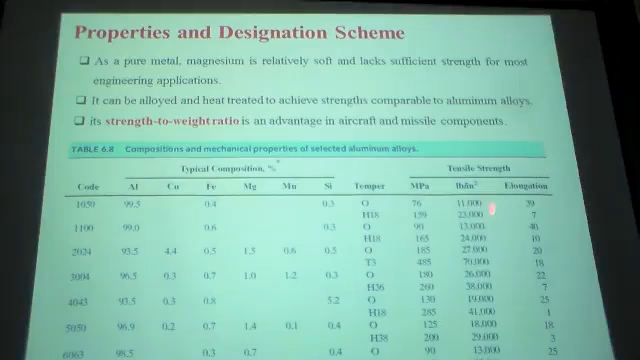 Properties and Designation Scheme
❑ As a pure metal, magnesium is relatively soft and lacks sufficient strength for most
engineering applications.
❑ It can be alloyed and heat treated to achieve strengths comparable to aluminum alloys.
❑ its strength-to-weight ratio is an advantage in aircraft and missile components.
TABLE 6.8 Compositions and mechanical properties of selected aluminum alloys.
Typical Composition, %* Tensile Strength
Code Al Cu Fe Mg Mn Si Temper MPa lb/in² Elongation
1050 99.5 0.4 0.3 O 76 11.000 39
H18 159 23.000 7
1100 99.0 0.6 0.3 O 90 13.000 40
H18 165 24.000 10
2024 93.5 4.4 0.5 1.5 0.6 0.5 O 185 27.000 20
T3 485 70.000 18
3004 96.5 0.3 0.7 1.0 1.2 0.3 O 180 26.000 22
H36 260 38.000 7
4043 93.5 0.3 0.8 5.2 O 130 19.000 25
H18 285 41.000 1
5050 96.9 0.2 0.7 1.4 0.1 0.4 O 125 18.000 18
H38 200 29.000 3
6063 98.5 0.3 0.7 0.4 O 90 13.000 25